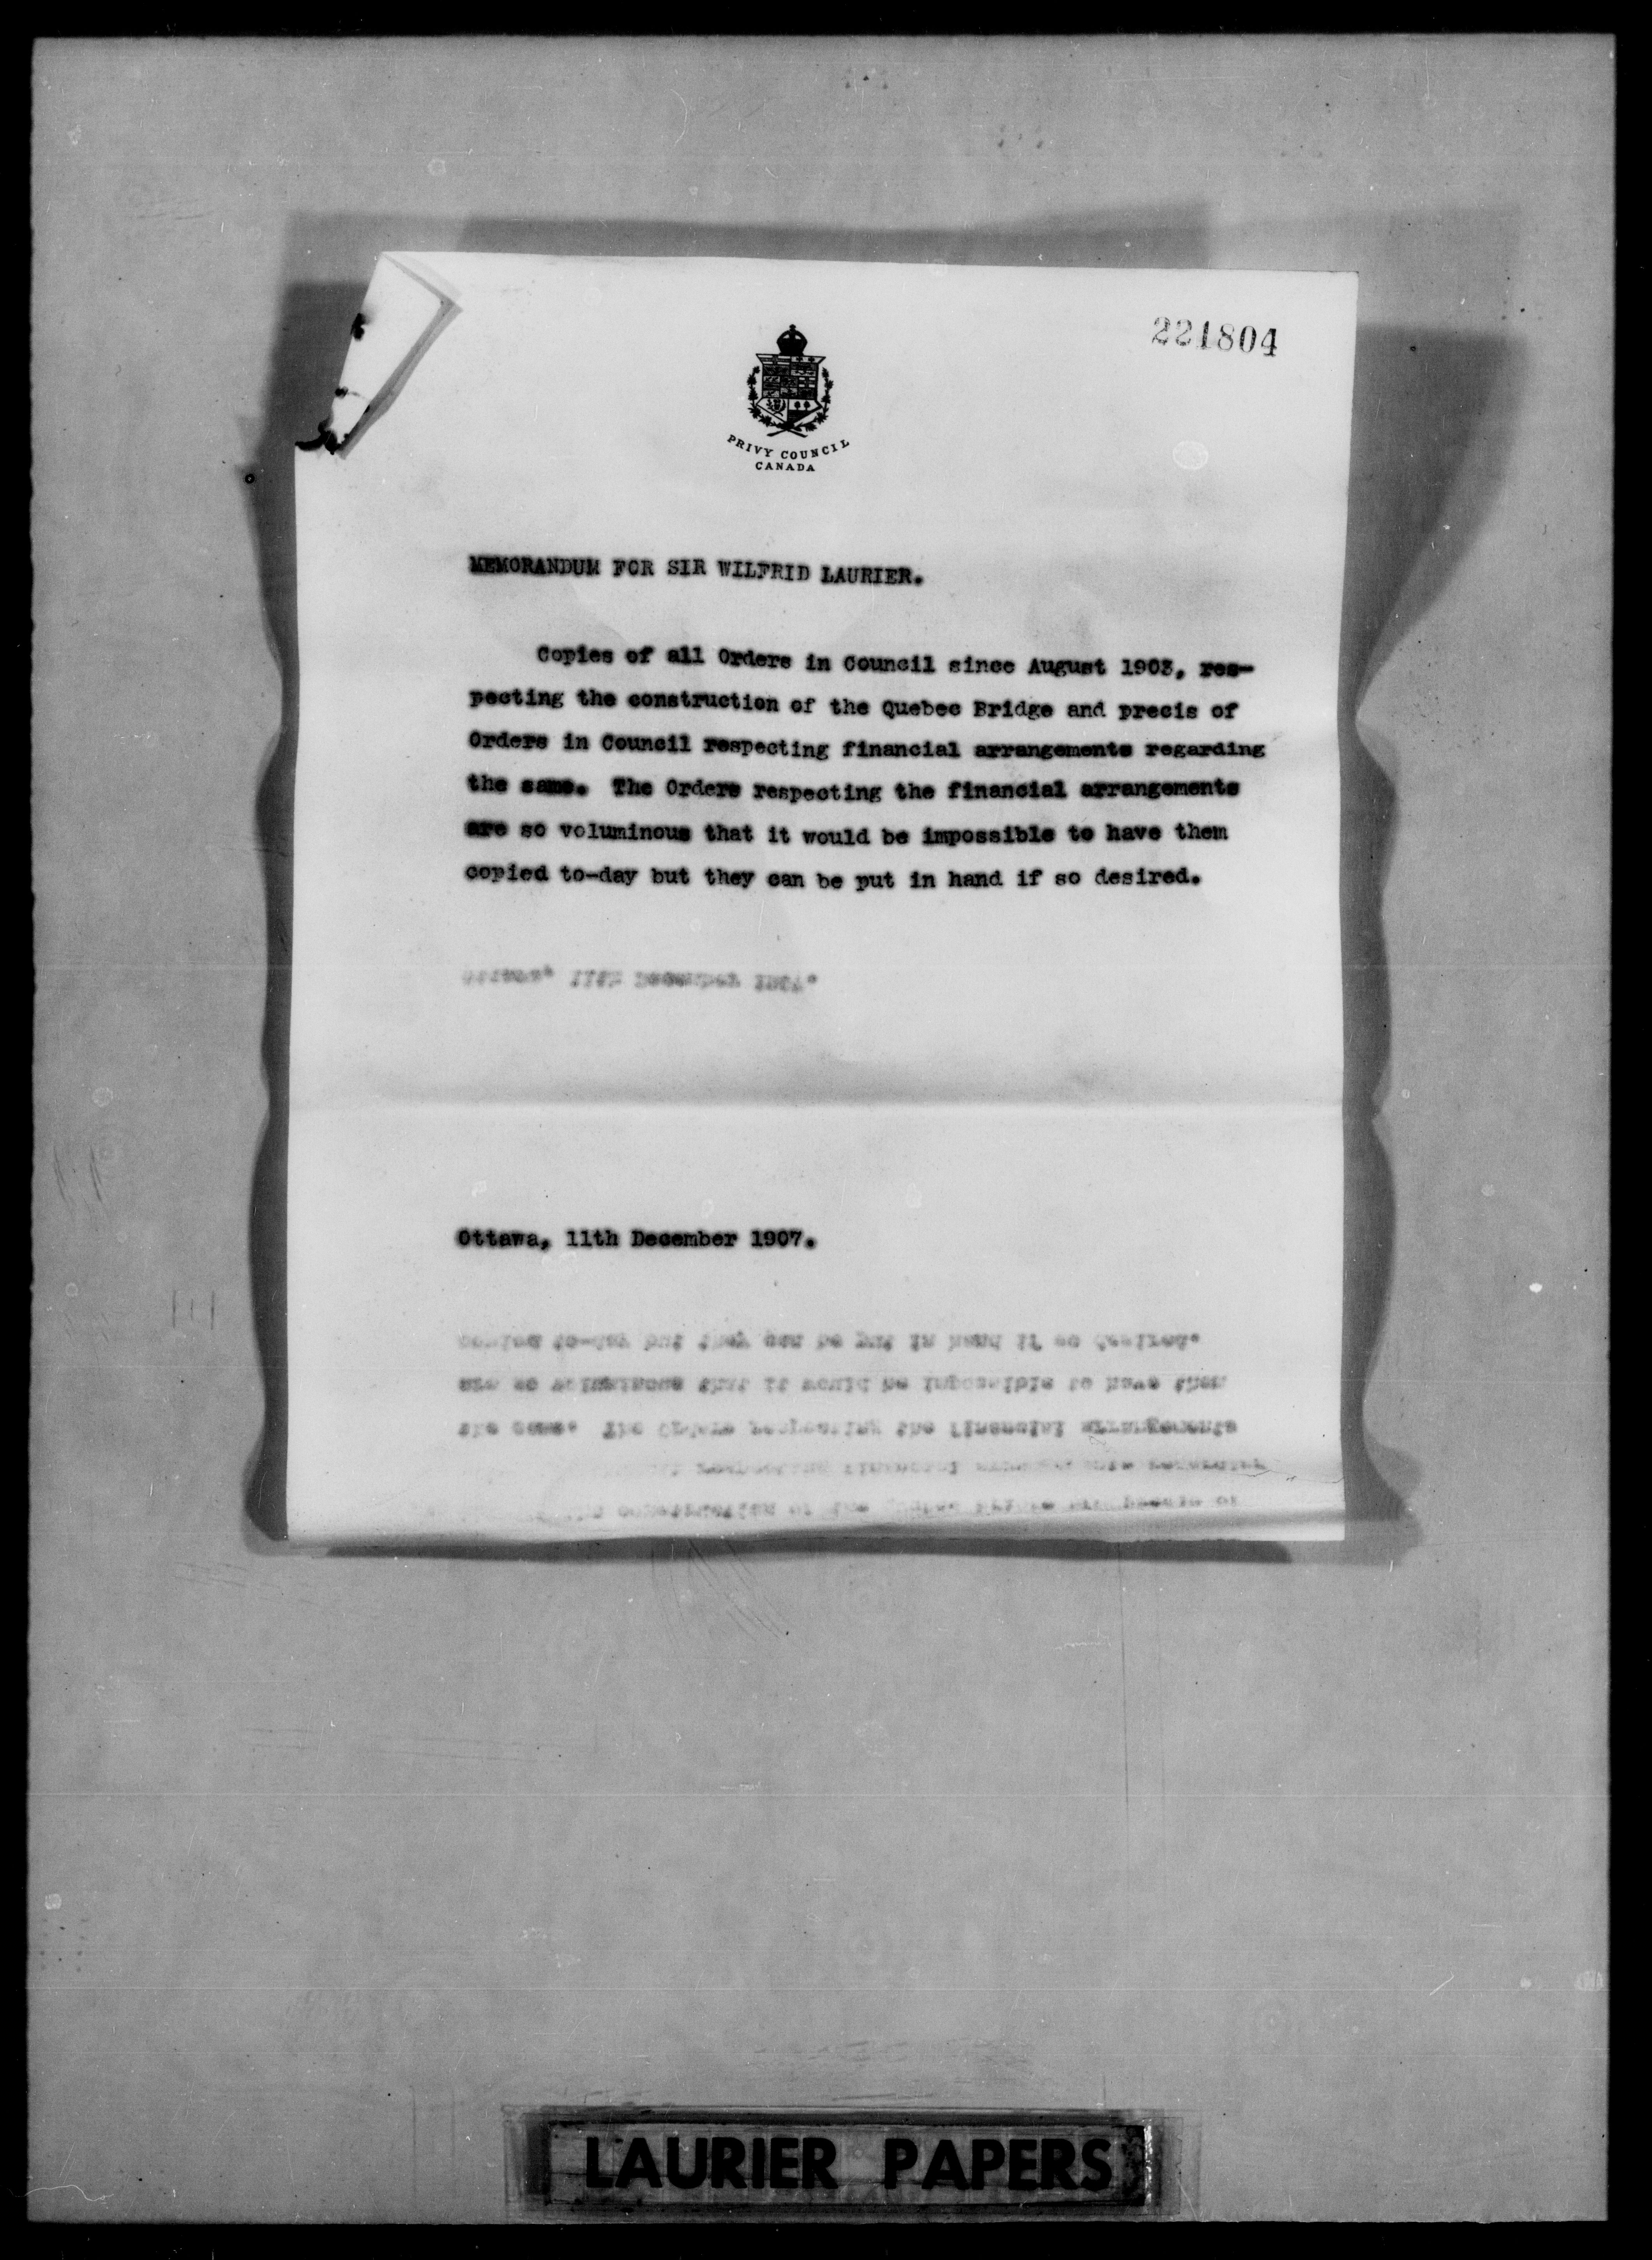 221804
PRIVY COUNCIL
CANADA
MEMORANDUM FOR SIR WILFRID LAURIER.
Copies of all Orders in Council since August 1903, res-
pecting the construction of the Quebec Bridge and precis of
Orders in Council respecting financial arrangements regarding
the same. The Orders respecting the financial arrangements
are so voluminous that it would be impossible to have them
copied to-day but they can be put in hand if so desired.
Ottawa, 11th December 1907.
LAURIER PAPERS